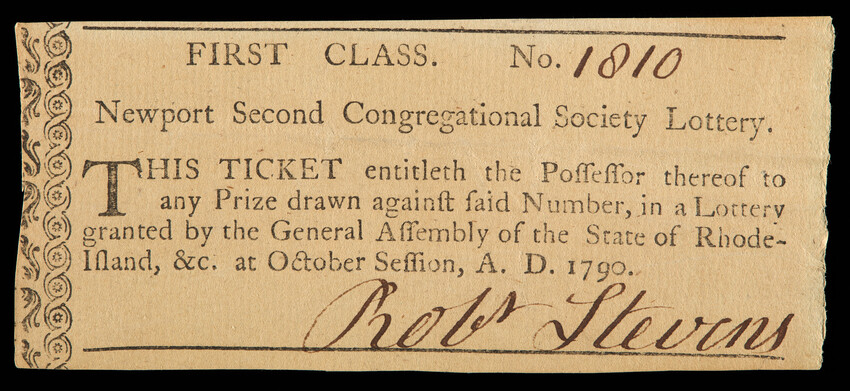 FIRST CLASS. No. 1810
Newport Second Congregational Society Lottery.
THIS TICKET entitleth the Poſſeſſor thereof to
any Prize drawn againſt ſaid Number, in a Lottery
granted by the General Aſſembly of the State of Rhode-
Iſland, &c. at October Seſſion, A. D. 1790.
Robt Stevens